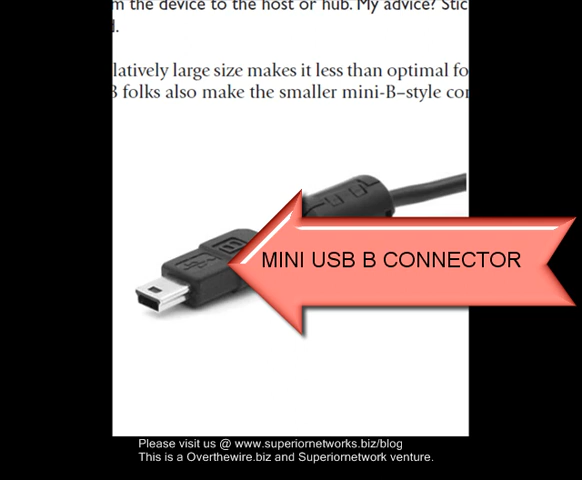 m the device to the host or hub. My advice? Stic
d.
latively large size makes it less than optimal fo
B folks also make the smaller mini-B–style con
MINI USB B CONNECTOR
Please visit us @ www.superiornetworks.biz/blog
This is a Overthewire.biz and Superiornetwork venture.